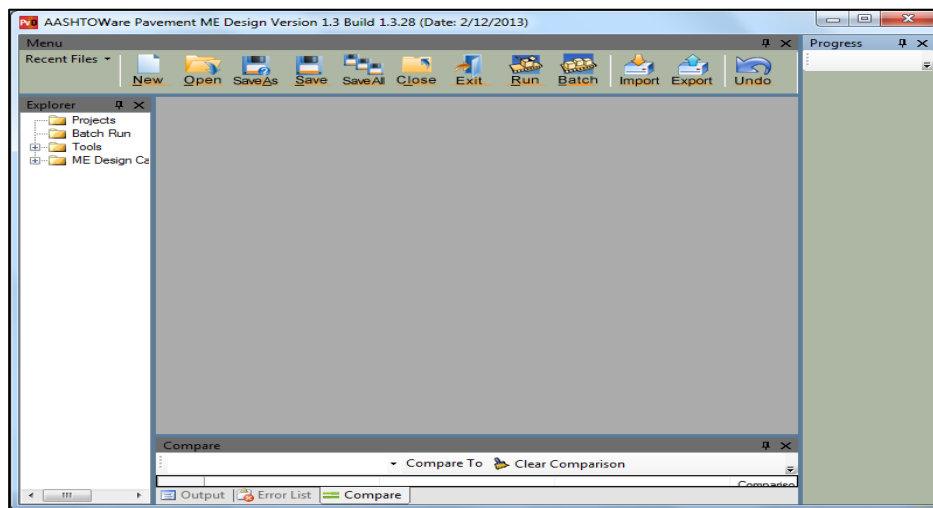 AASHTOWare Pavement ME Design Version 1.3 Build 1.3.28 (Date: 2/12/2013)
Menu
Progress
Recent Files
New Open SaveAs Save SaveAll Close Exit Run Batch Import Export Undo
Explorer
Projects
Batch Run
Tools
ME Design Ca
Compare
Compare To Clear Comparison
Compariso
Output Error List Compare